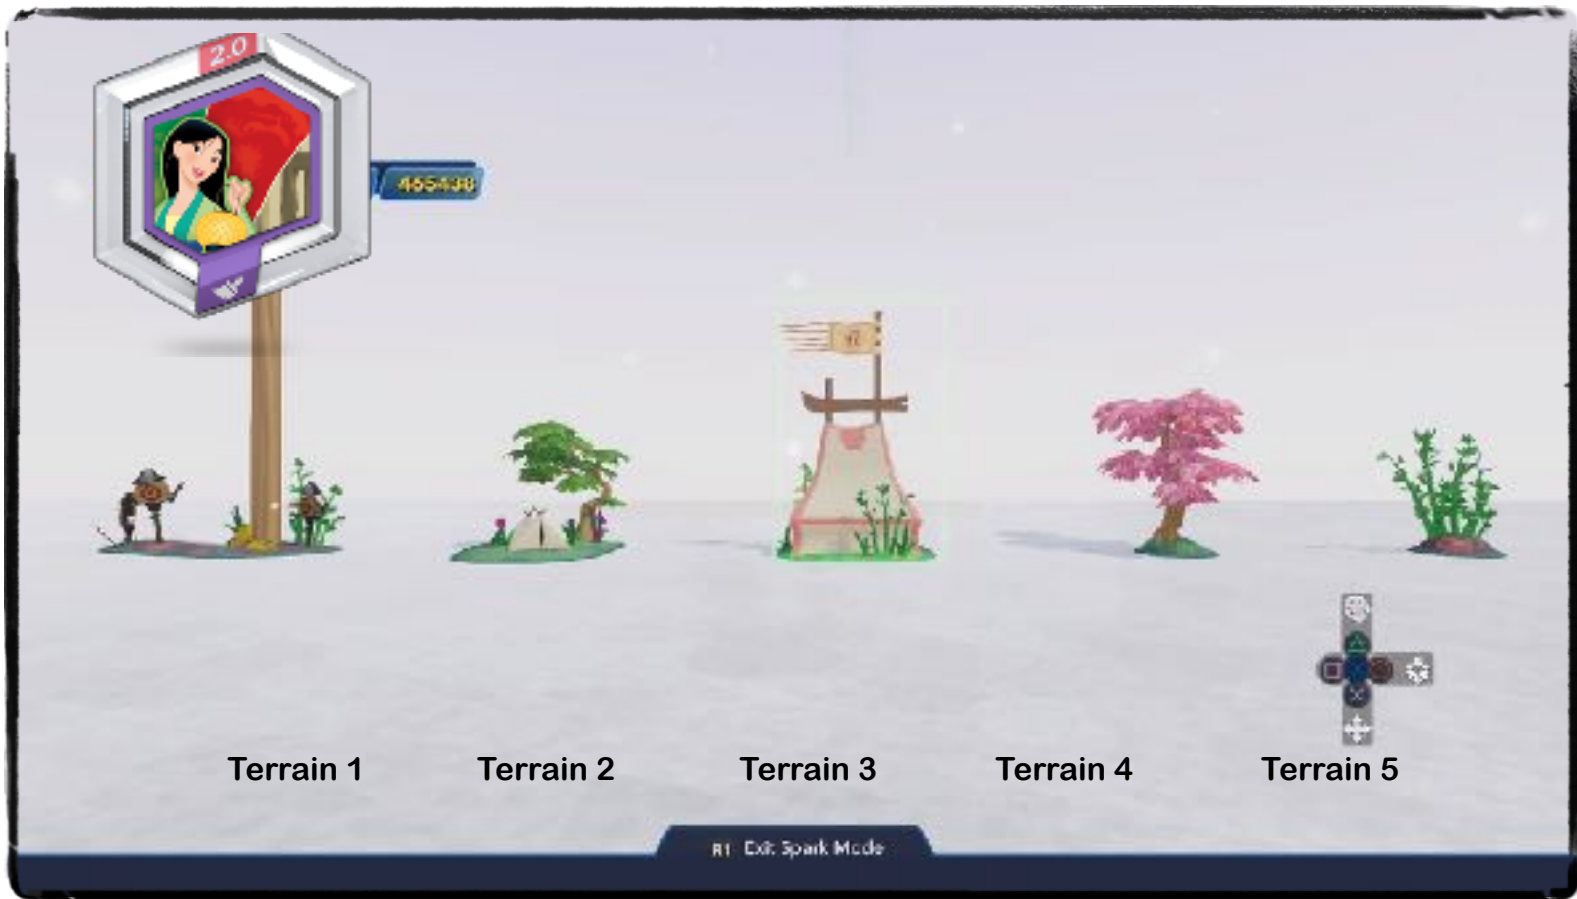 2.0
465438
Terrain 1
Terrain 2
Terrain 3
Terrain 4
Terrain 5
R1 Exit Spark Mode